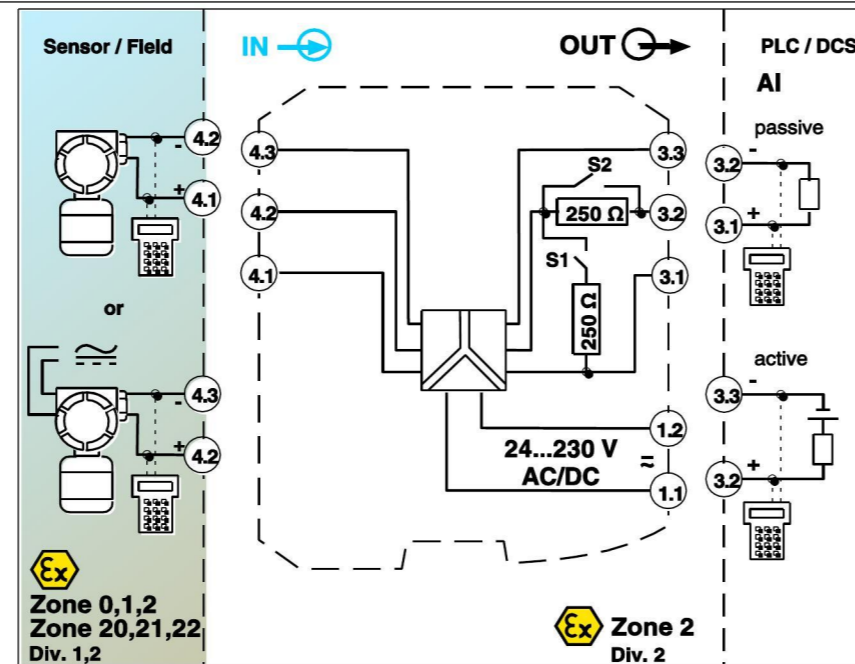 Sensor / Field
IN
OUT
PLC / DCS
AI
passive
4.2
-
+
4.1
or
4.3
-
+
4.2
Ex
Zone 0,1,2
Zone 20,21,22
Div. 1,2
4.3
4.2
4.1
S2
250 Ω
S1
250 Ω
3.3
3.2
3.1
24...230 V
AC/DC
1.2
1.1
Ex
Zone 2
Div. 2
-
3.2
3.1
+
active
-
3.3
3.2
+